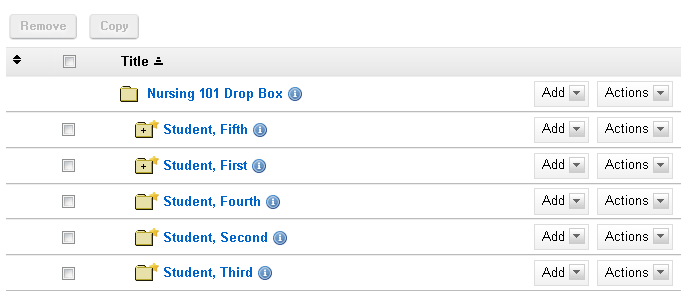 Remove Copy
Title
Nursing 101 Drop Box Add Actions
Student, Fifth Add Actions
Student, First Add Actions
Student, Fourth Add Actions
Student, Second Add Actions
Student, Third Add Actions